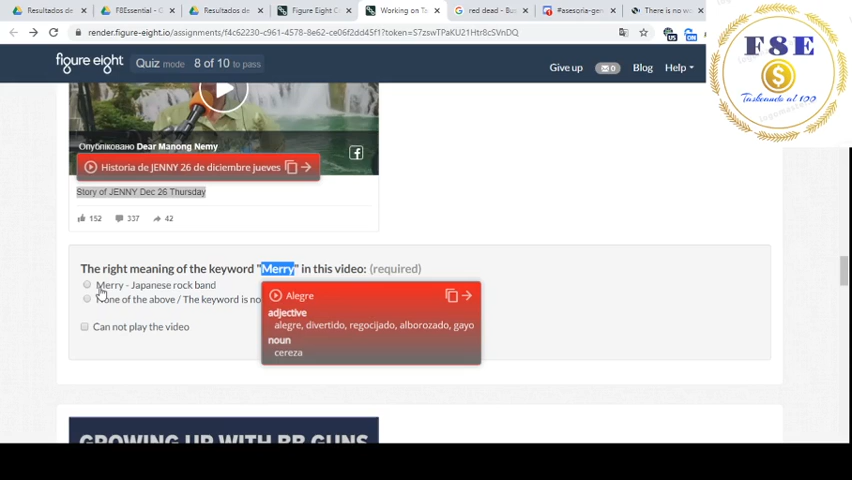 Resultados de
F8Essential - G
Resultados de
Figure Eight C
Working on Ta
red dead - Bus
#asesoria-gen
There is no w
render.figure-eight.io/assignments/f4c62230-c961-4578-8e62-ce06f2dd45f1?token=S7zswTPaKU21Htr8cSVnDQ
US
ON
F8E
Taskeando al 100
figure eight
Quiz mode 8 of 10 to pass
Give up 0 Blog Help
Опубліковано Dear Manong Nemy
Historia de JENNY 26 de diciembre jueves
Story of JENNY Dec 26 Thursday
152 337 42
The right meaning of the keyword "Merry" in this video: (required)
Merry - Japanese rock band
None of the above / The keyword is no
Alegre
adjective
alegre, divertido, regocijado, alborozado, gayo
noun
cereza
Can not play the video
GROWING UP WITH BB GUNS